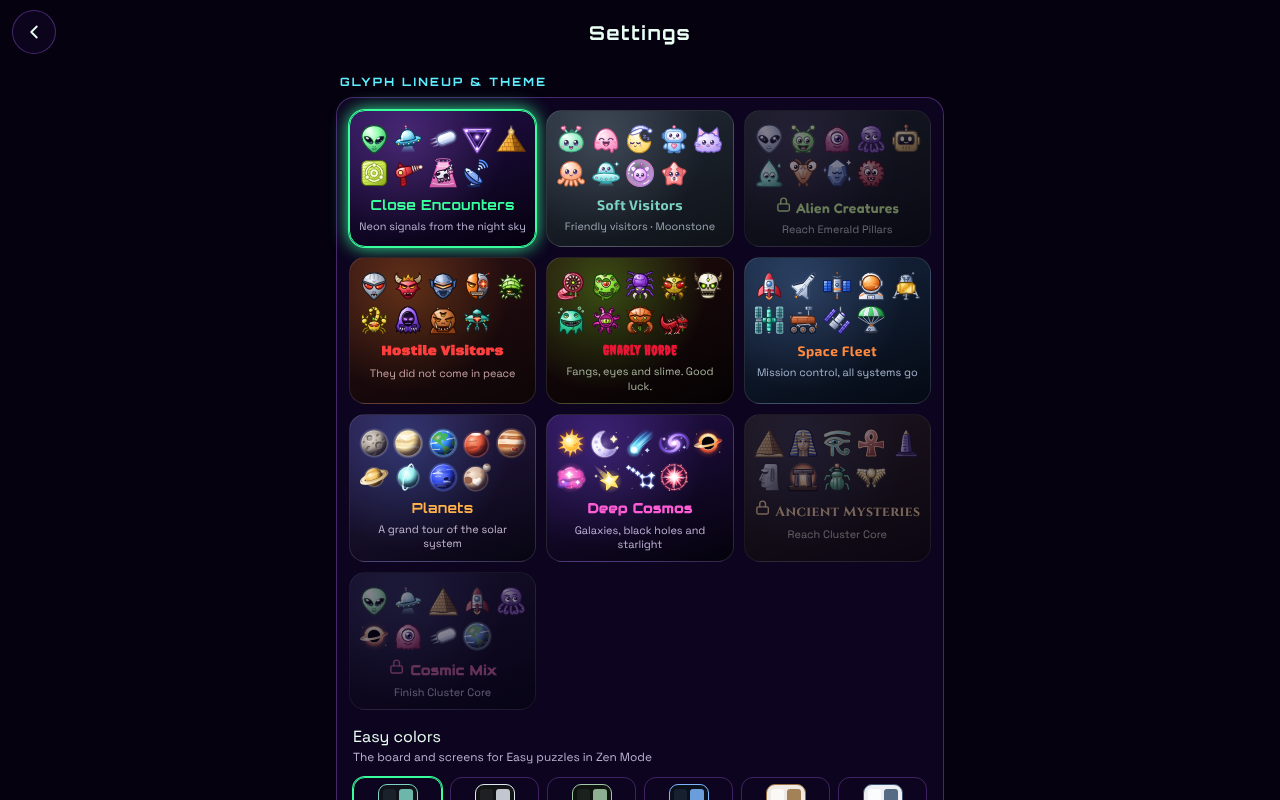 Settings
GLYPH LINEUP & THEME
Close Encounters
Neon signals from the night sky
Soft Visitors
Friendly visitors · Moonstone
Alien Creatures
Reach Emerald Pillars
Hostile Visitors
They did not come in peace
GNARLY HORDE
Fangs, eyes and slime. Good
luck.
Space Fleet
Mission control, all systems go
Planets
A grand tour of the solar
system
Deep Cosmos
Galaxies, black holes and
starlight
Ancient Mysteries
Reach Cluster Core
Cosmic Mix
Finish Cluster Core
Easy colors
The board and screens for Easy puzzles in Zen Mode